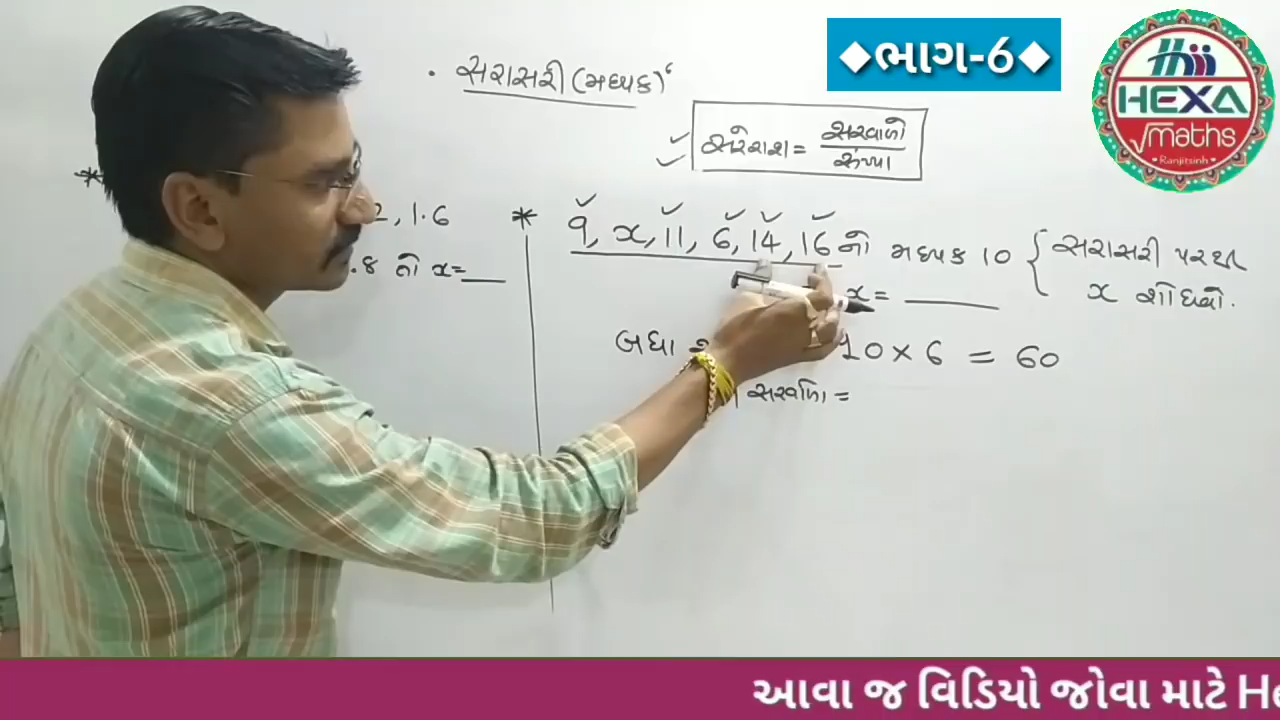 ◆ભાગ-6◆
HEXA
√maths
Ranjitsinh
• સરાસરી (મધ્યક)
સરેરાશ = સરવાળો / સંખ્યા
2, 1.6
.8 તો x = ___
* 9, x, 11, 6, 14, 16 નો મધ્યક 10 { સરાસરી પરથી
x = ______ x શોધવો.
બધા
10 × 6 = 60
સરવાળો =
આવા જ વિડિયો જોવા માટે He